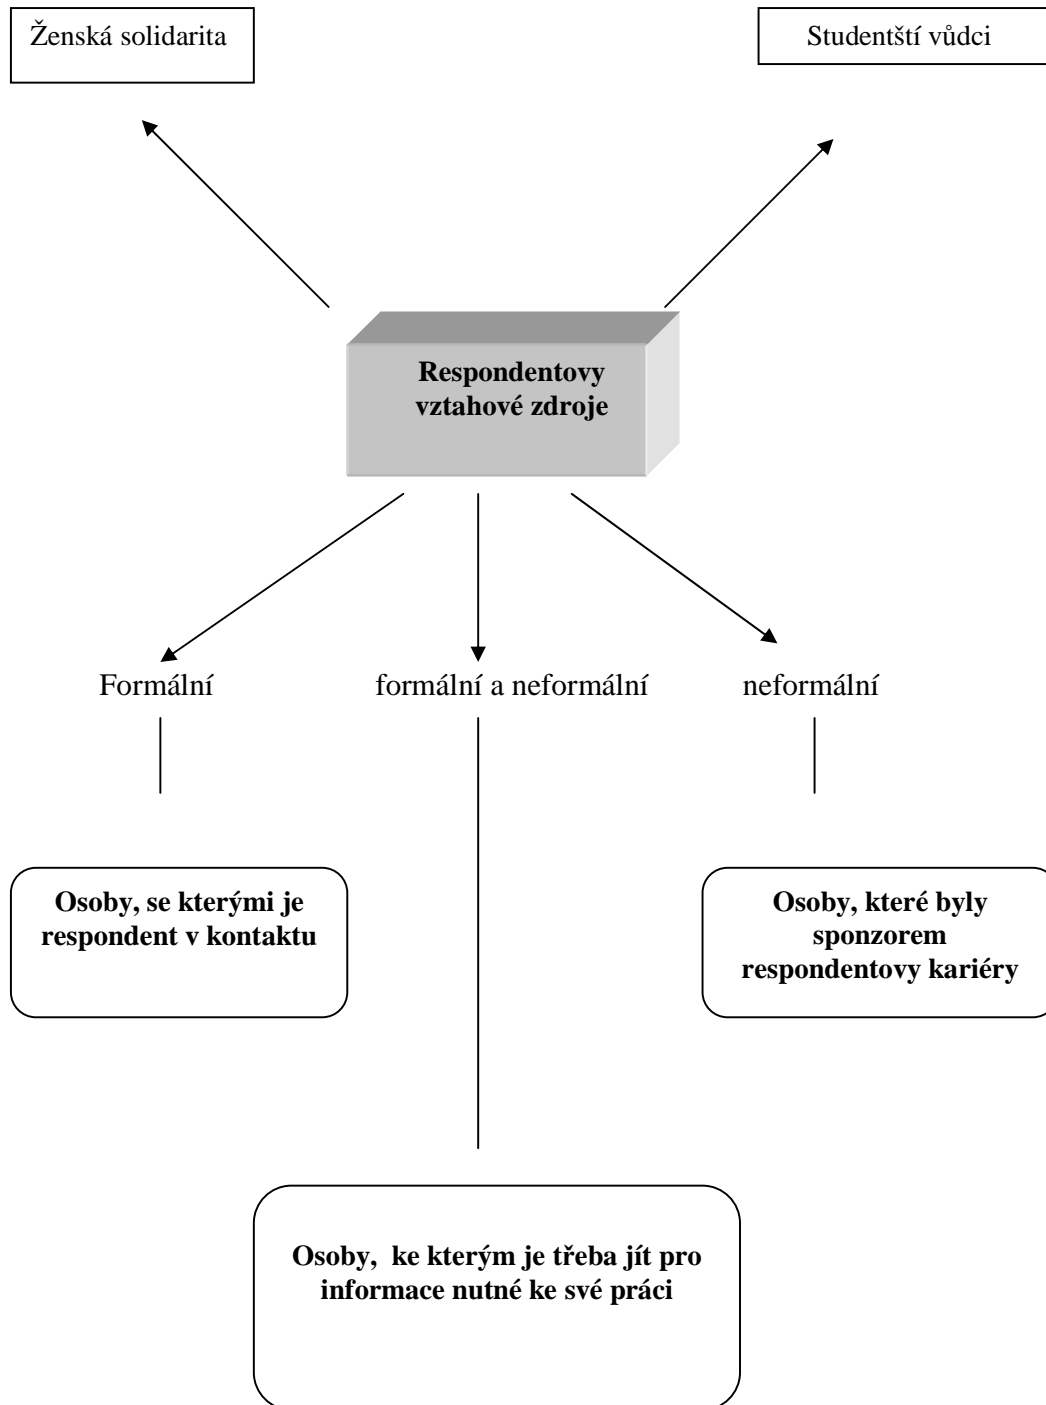 Ženská solidarita
Studentští vůdci
Respondentovy
vztahové zdroje
Formální
formální a neformální
neformální
Osoby, se kterými je
respondent v kontaktu
Osoby, které byly
sponzorem
respondentovy kariéry
Osoby, ke kterým je třeba jít pro
informace nutné ke své práci